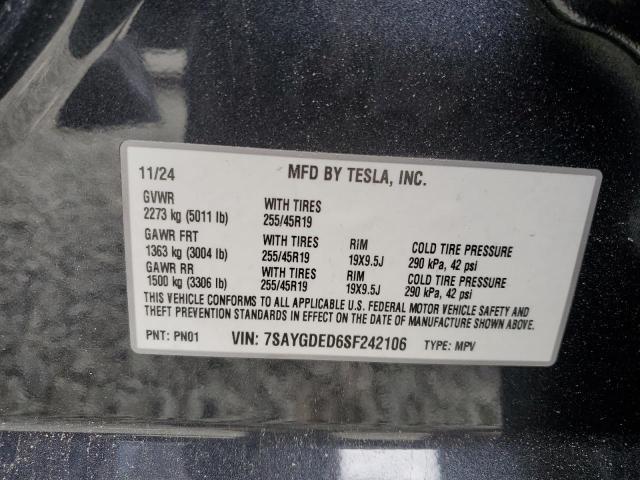 11/24 MFD BY TESLA, INC.
GVWR WITH TIRES
2273 kg (5011 lb) 255/45R19
GAWR FRT WITH TIRES RIM COLD TIRE PRESSURE
1363 kg (3004 lb) 255/45R19 19X9.5J 290 kPa, 42 psi
GAWR RR WITH TIRES RIM COLD TIRE PRESSURE
1500 kg (3306 lb) 255/45R19 19X9.5J 290 kPa, 42 psi
THIS VEHICLE CONFORMS TO ALL APPLICABLE U.S. FEDERAL MOTOR VEHICLE SAFETY AND
THEFT PREVENTION STANDARDS IN EFFECT ON THE DATE OF MANUFACTURE SHOWN ABOVE.
PNT: PN01 VIN: 7SAYGDED6SF242106 TYPE: MPV